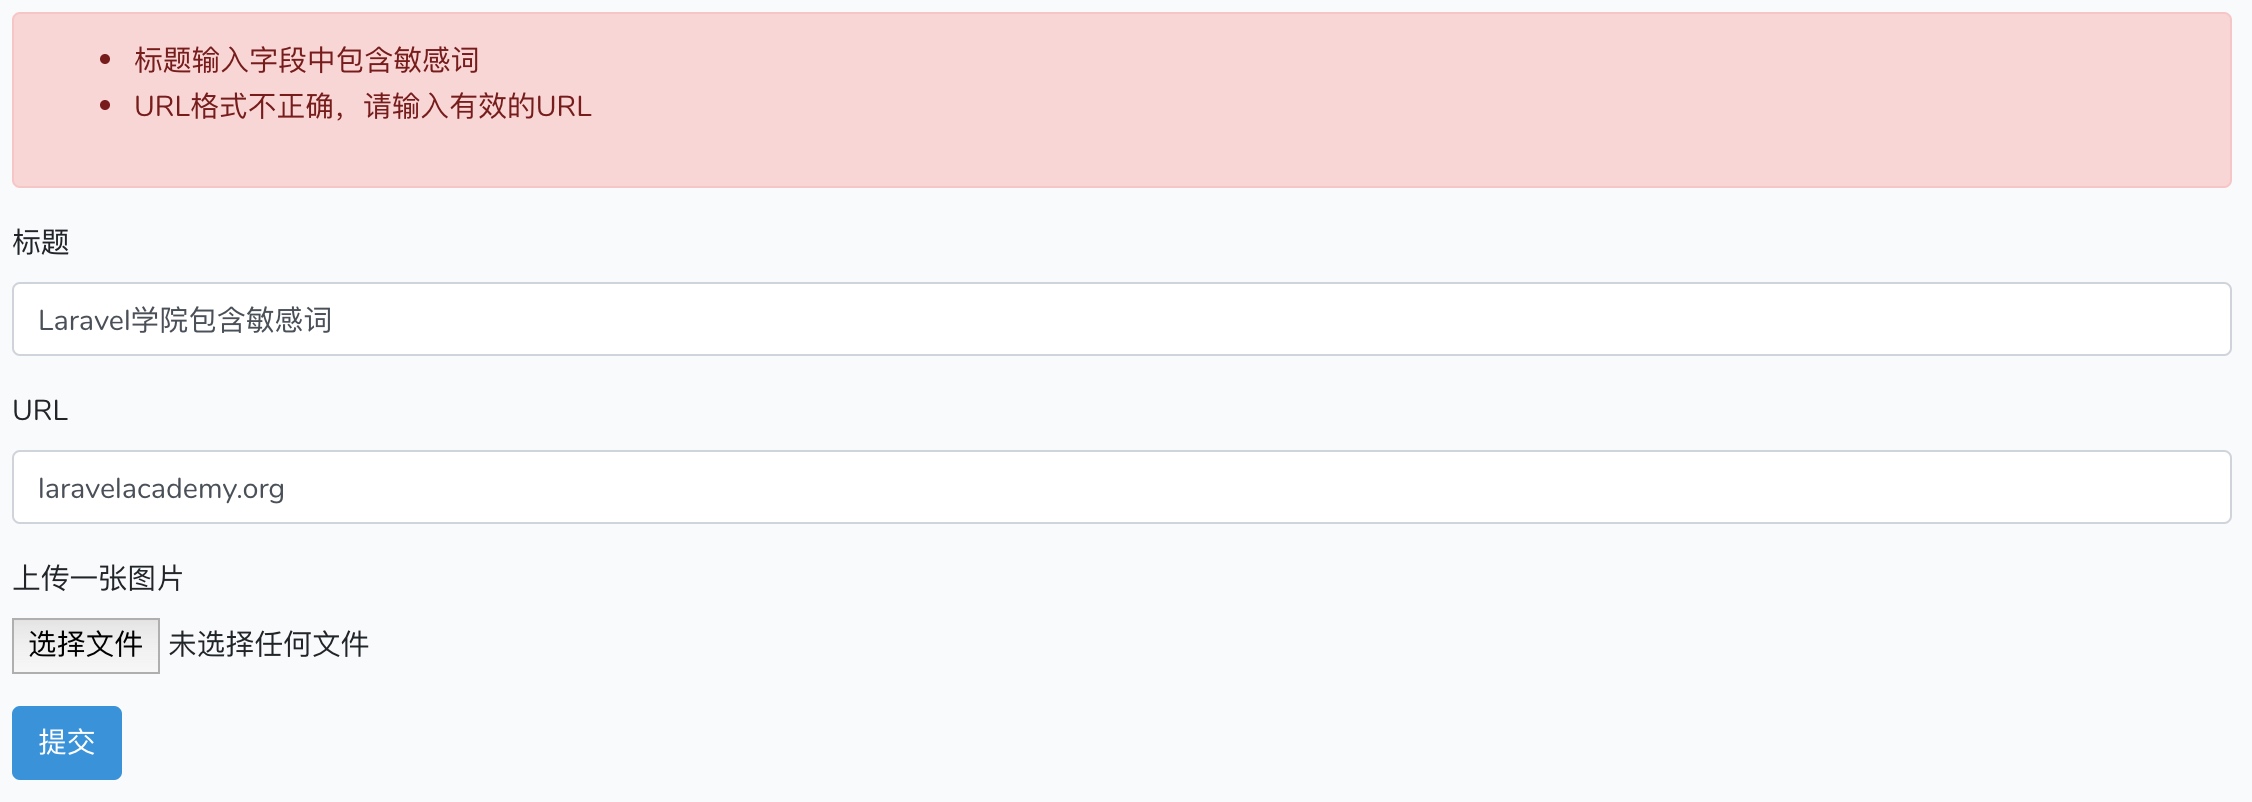 标题输入字段中包含敏感词
URL格式不正确，请输入有效的URL
标题
Laravel学院包含敏感词
URL
laravelacademy.org
上传一张图片
选择文件 未选择任何文件
提交